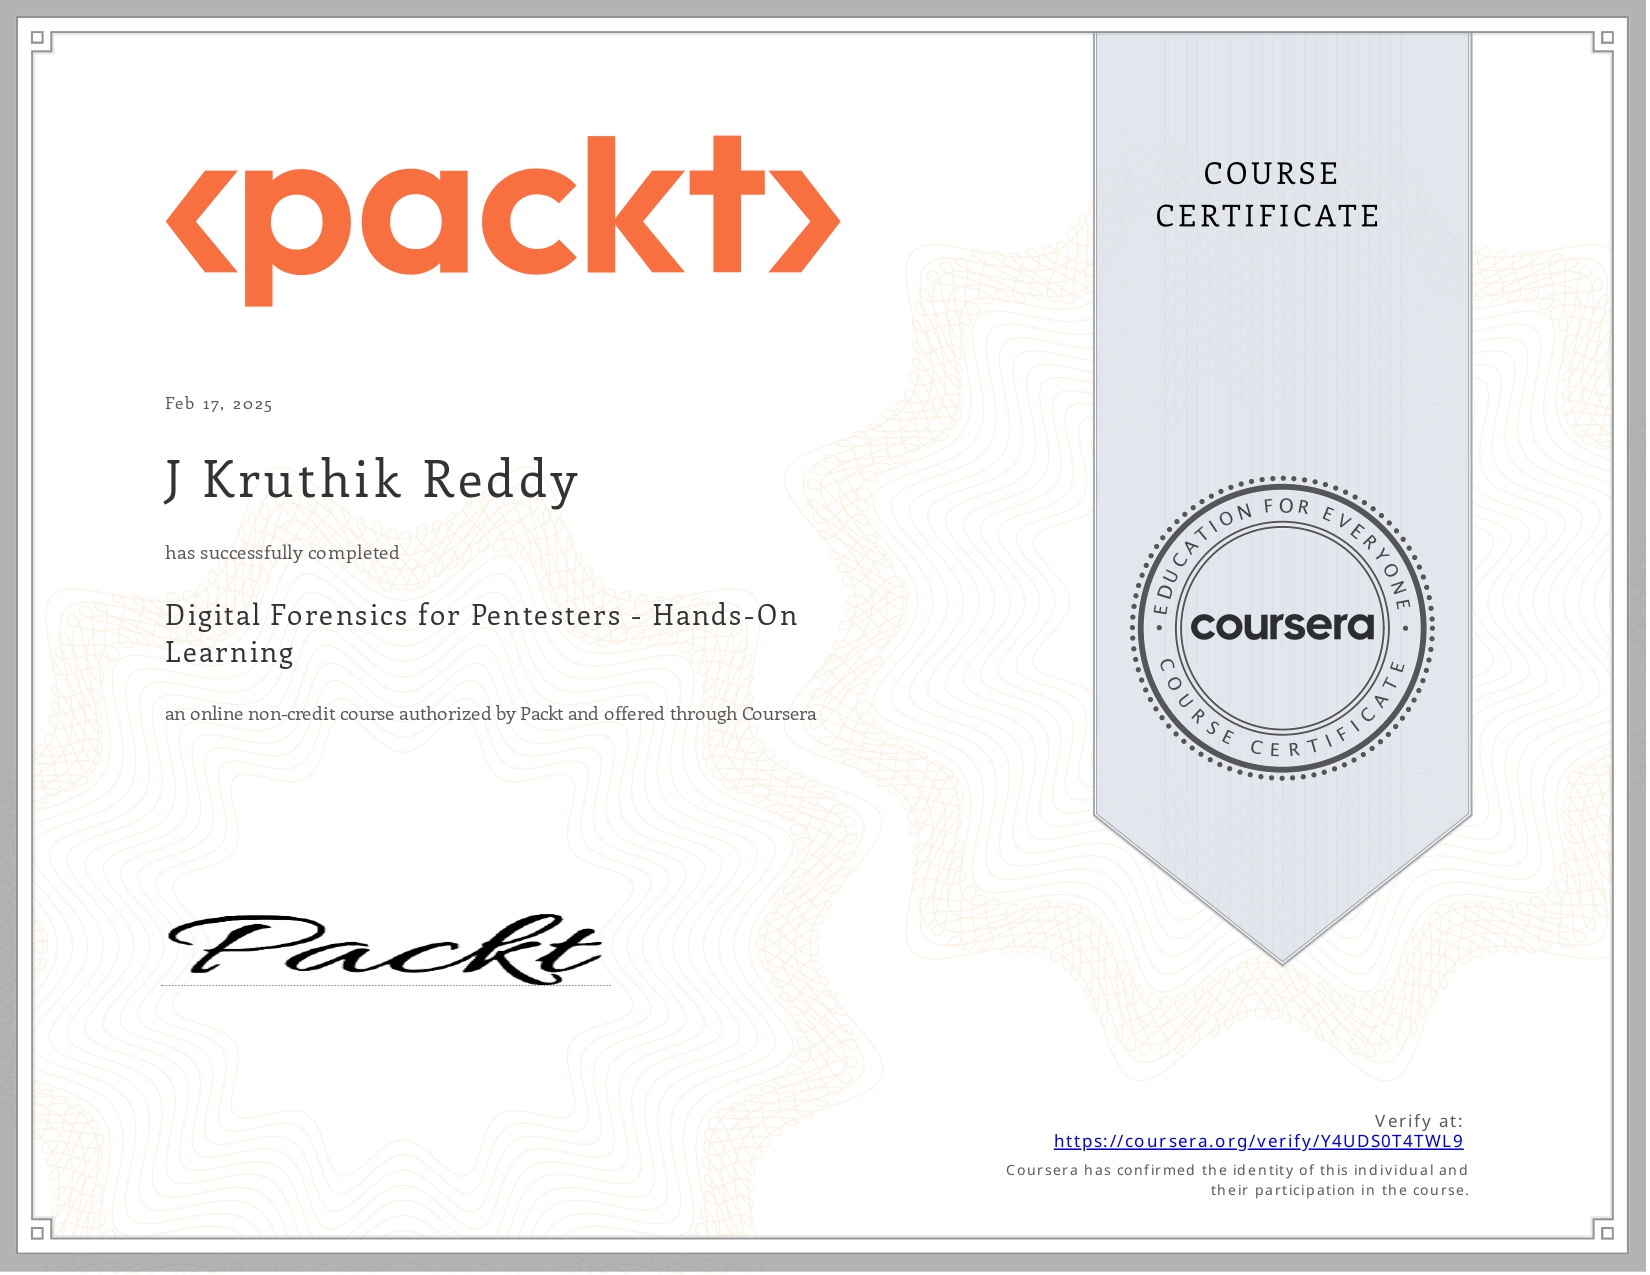 <packt>
COURSE
CERTIFICATE
Feb 17, 2025
J Kruthik Reddy
has successfully completed
Digital Forensics for Pentesters - Hands-On
Learning
an online non-credit course authorized by Packt and offered through Coursera
EDUCATION FOR EVERYONE
coursera
COURSE CERTIFICATE
Packt
Verify at:
https://coursera.org/verify/Y4UDS0T4TWL9
Coursera has confirmed the identity of this individual and
their participation in the course.